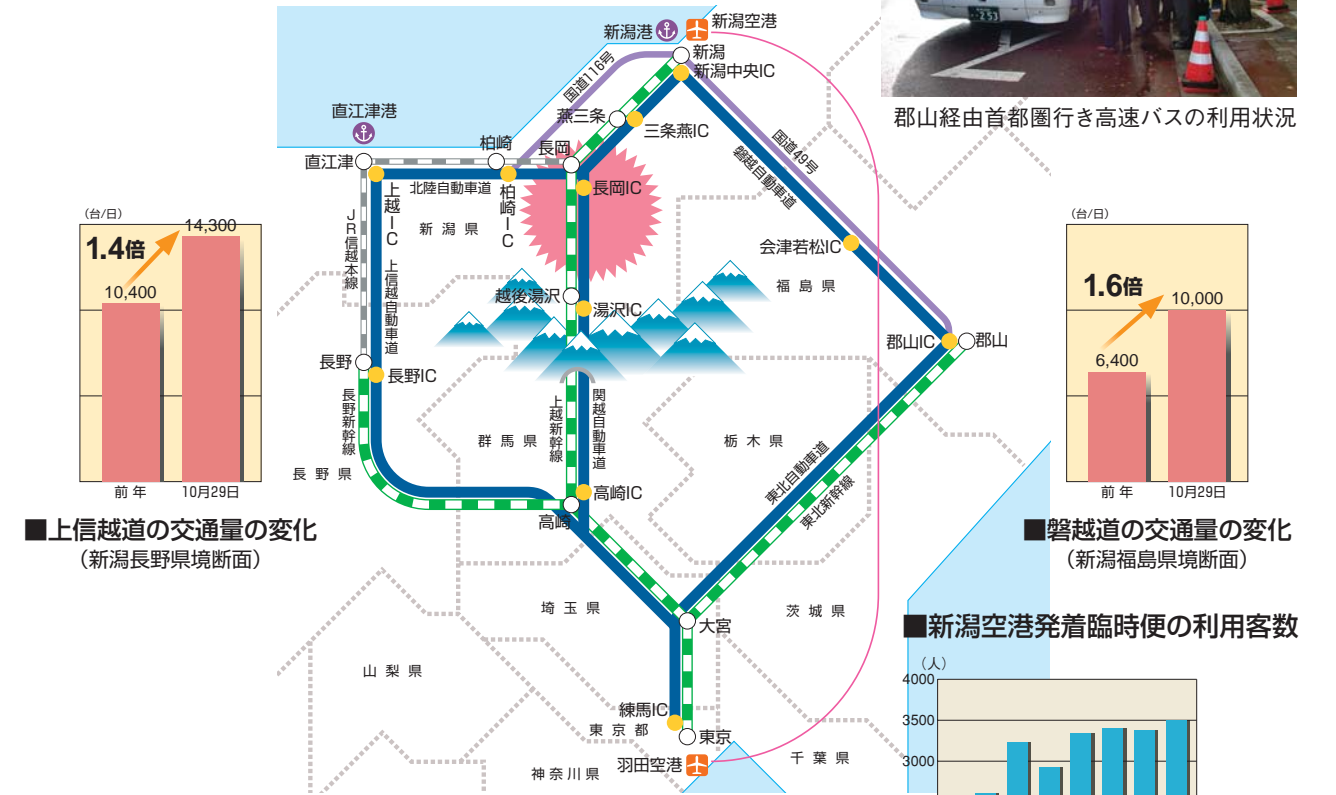 新潟空港
新潟港
新潟
新潟中央IC
国道116号
燕三条
三条燕IC
253
郡山経由首都圏行き高速バスの利用状況
直江津港
直江津
柏崎
長岡
長岡IC
国道49号
磐越自動車道
北陸自動車道
上越IC
柏崎IC
新潟県
JR信越本線
上信越自動車道
会津若松IC
福島県
越後湯沢
湯沢IC
郡山IC
郡山
長野
長野IC
長野新幹線
長野県
群馬県
上越新幹線
関越自動車道
栃木県
東北自動車道
東北新幹線
高崎IC
高崎
埼玉県
茨城県
大宮
山梨県
練馬IC
東京都
東京
羽田空港
千葉県
神奈川県
(台/日)
1.4倍
14,300
10,400
前年
10月29日
■上信越道の交通量の変化
(新潟長野県境断面)
(台/日)
1.6倍
10,000
6,400
前年
10月29日
■磐越道の交通量の変化
(新潟福島県境断面)
■新潟空港発着臨時便の利用客数
(人)
4000
3500
3000